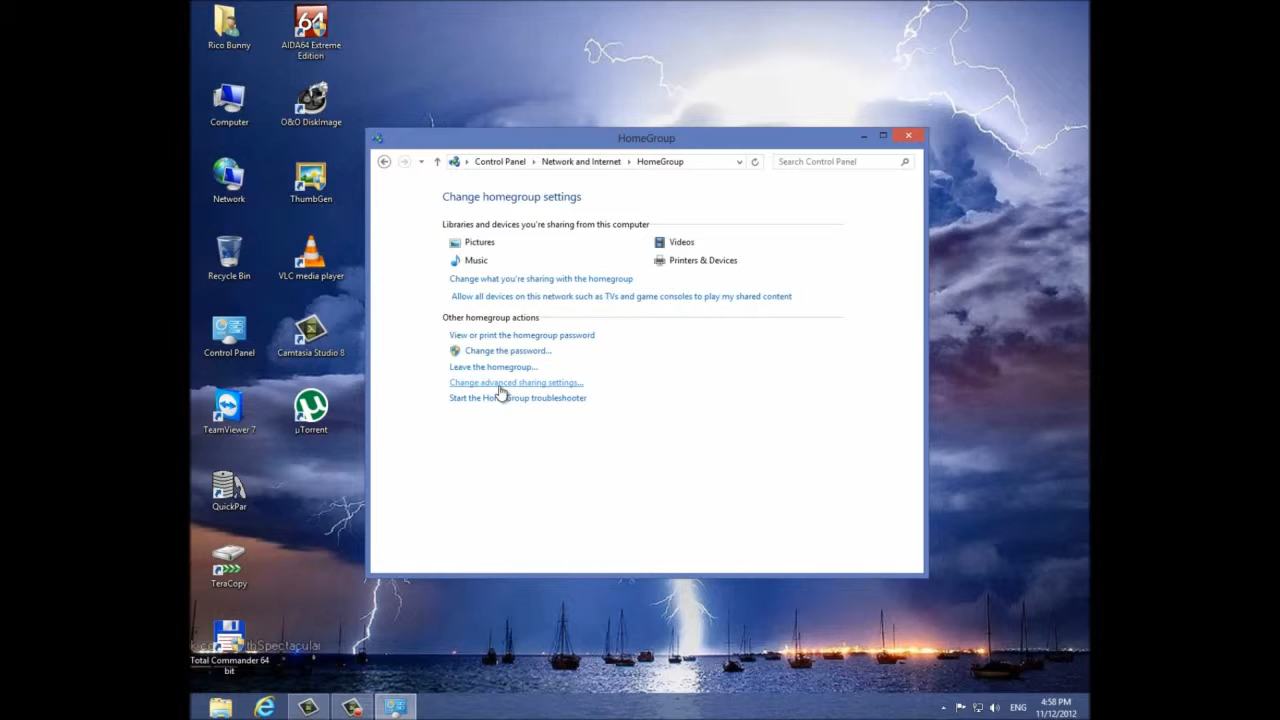 Rico Bunny
AIDA64 Extreme
Edition
Computer
O&O DiskImage
Network
ThumbGen
Recycle Bin
VLC media player
Control Panel
Camtasia Studio 8
TeamViewer 7
µTorrent
QuickPar
TeraCopy
Total Commander 64
bit
64
HomeGroup
Control Panel
Network and Internet
HomeGroup
Search Control Panel
Change homegroup settings
Libraries and devices you're sharing from this computer
Pictures
Videos
Music
Printers & Devices
Change what you're sharing with the homegroup
Allow all devices on this network such as TVs and game consoles to play my shared content
Other homegroup actions
View or print the homegroup password
Change the password...
Leave the homegroup...
Change advanced sharing settings...
Start the HomeGroup troubleshooter
ENG
4:58 PM
11/12/2012